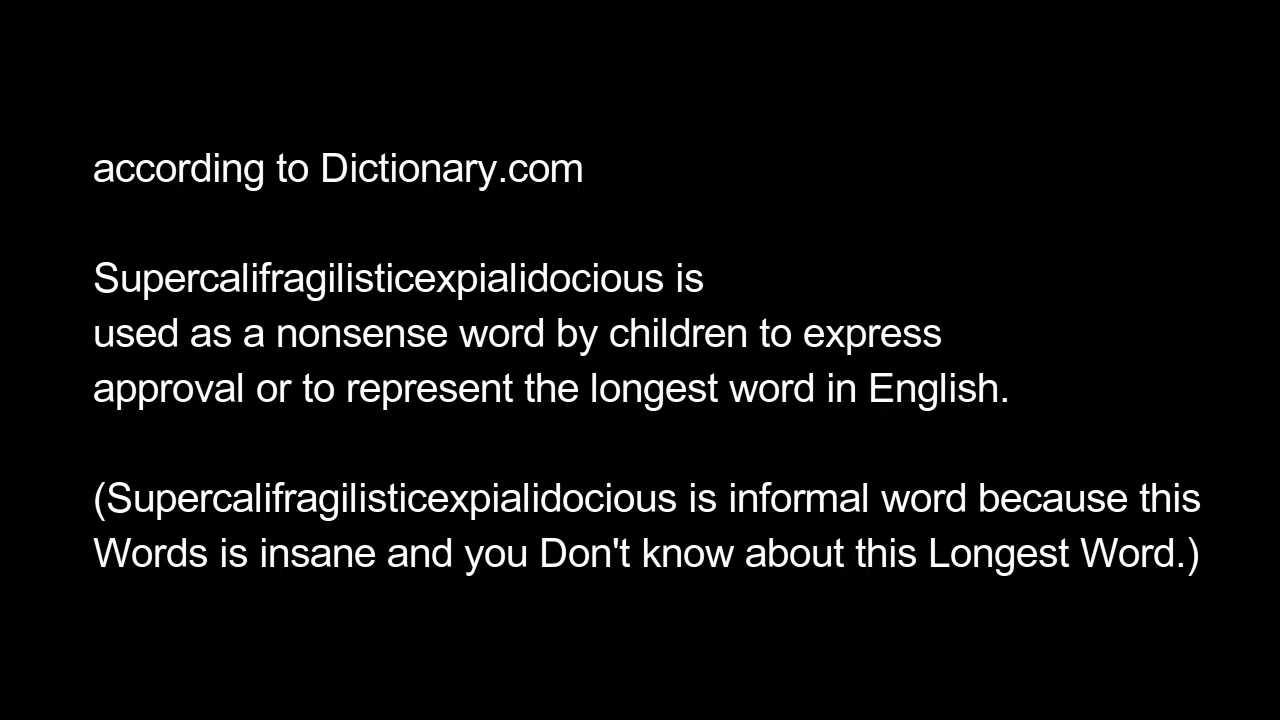 according to Dictionary.com
Supercalifragilisticexpialidocious is
used as a nonsense word by children to express
approval or to represent the longest word in English.
(Supercalifragilisticexpialidocious is informal word because this
Words is insane and you Don't know about this Longest Word.)